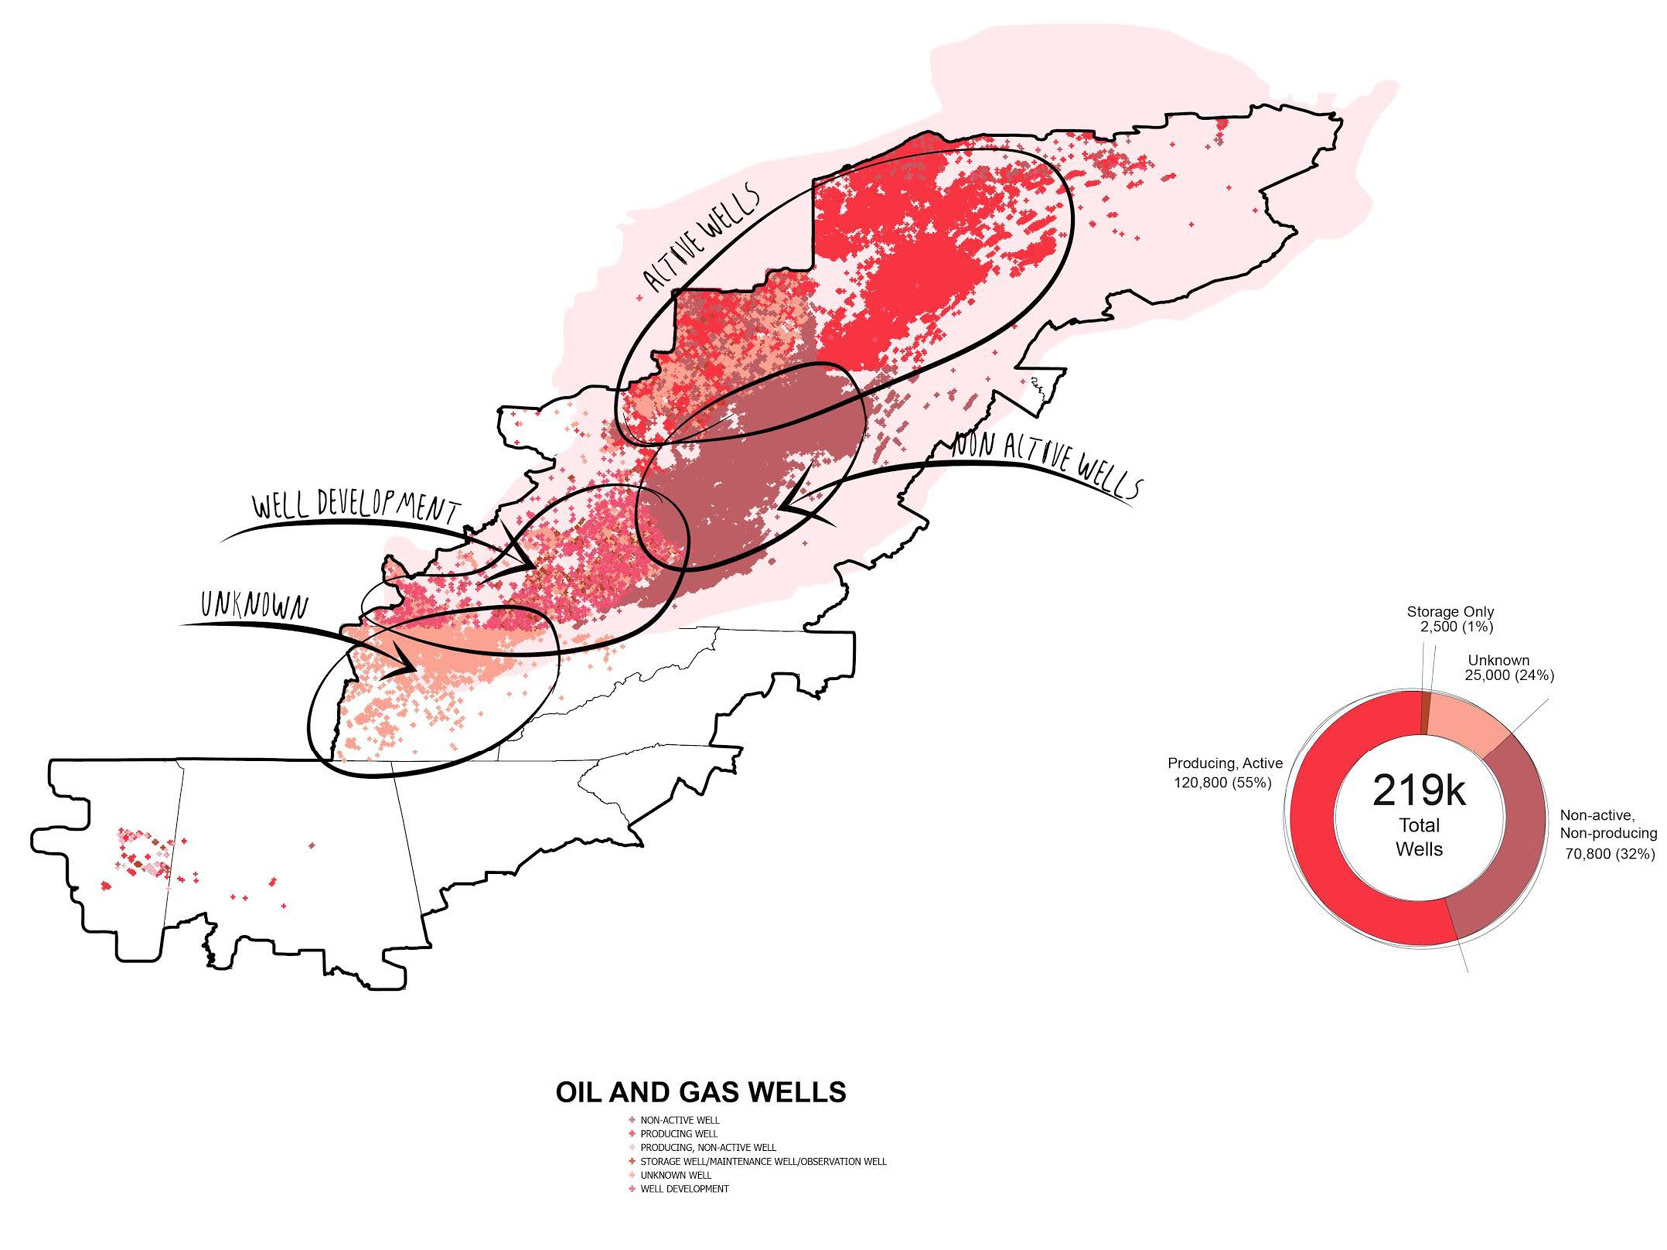 ACTIVE WELLS
NON ACTIVE WELLS
WELL DEVELOPMENT
UNKNOWN
Storage Only
2,500 (1%)
Unknown
25,000 (24%)
Producing, Active
120,800 (55%)
219k
Total
Wells
Non-active,
Non-producing
70,800 (32%)
OIL AND GAS WELLS
NON-ACTIVE WELL
PRODUCING WELL
PRODUCING, NON-ACTIVE WELL
STORAGE WELL/MAINTENANCE WELL/OBSERVATION WELL
UNKNOWN WELL
WELL DEVELOPMENT